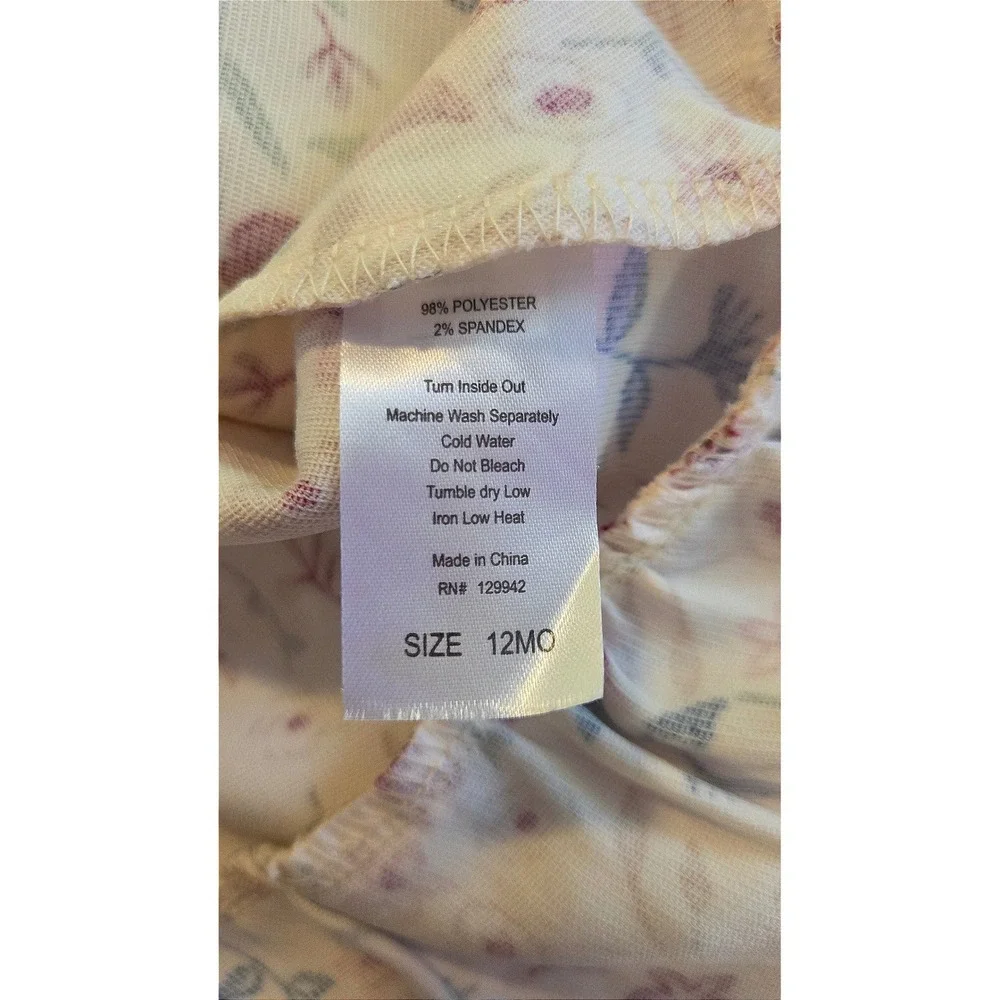 98% POLYESTER
2% SPANDEX
Turn Inside Out
Machine Wash Separately
Cold Water
Do Not Bleach
Tumble dry Low
Iron Low Heat
Made in China
RN# 129942
SIZE 12MO